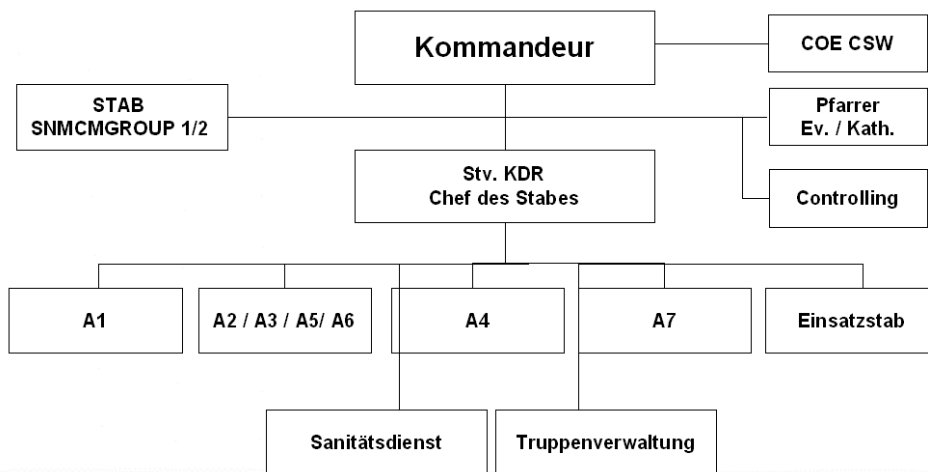 Kommandeur
COE CSW
STAB
SNMCMGROUP 1/2
Pfarrer
Ev. / Kath.
Stv. KDR
Chef des Stabes
Controlling
A1
A2 / A3 / A5/ A6
A4
A7
Einsatzstab
Sanitätsdienst
Truppenverwaltung